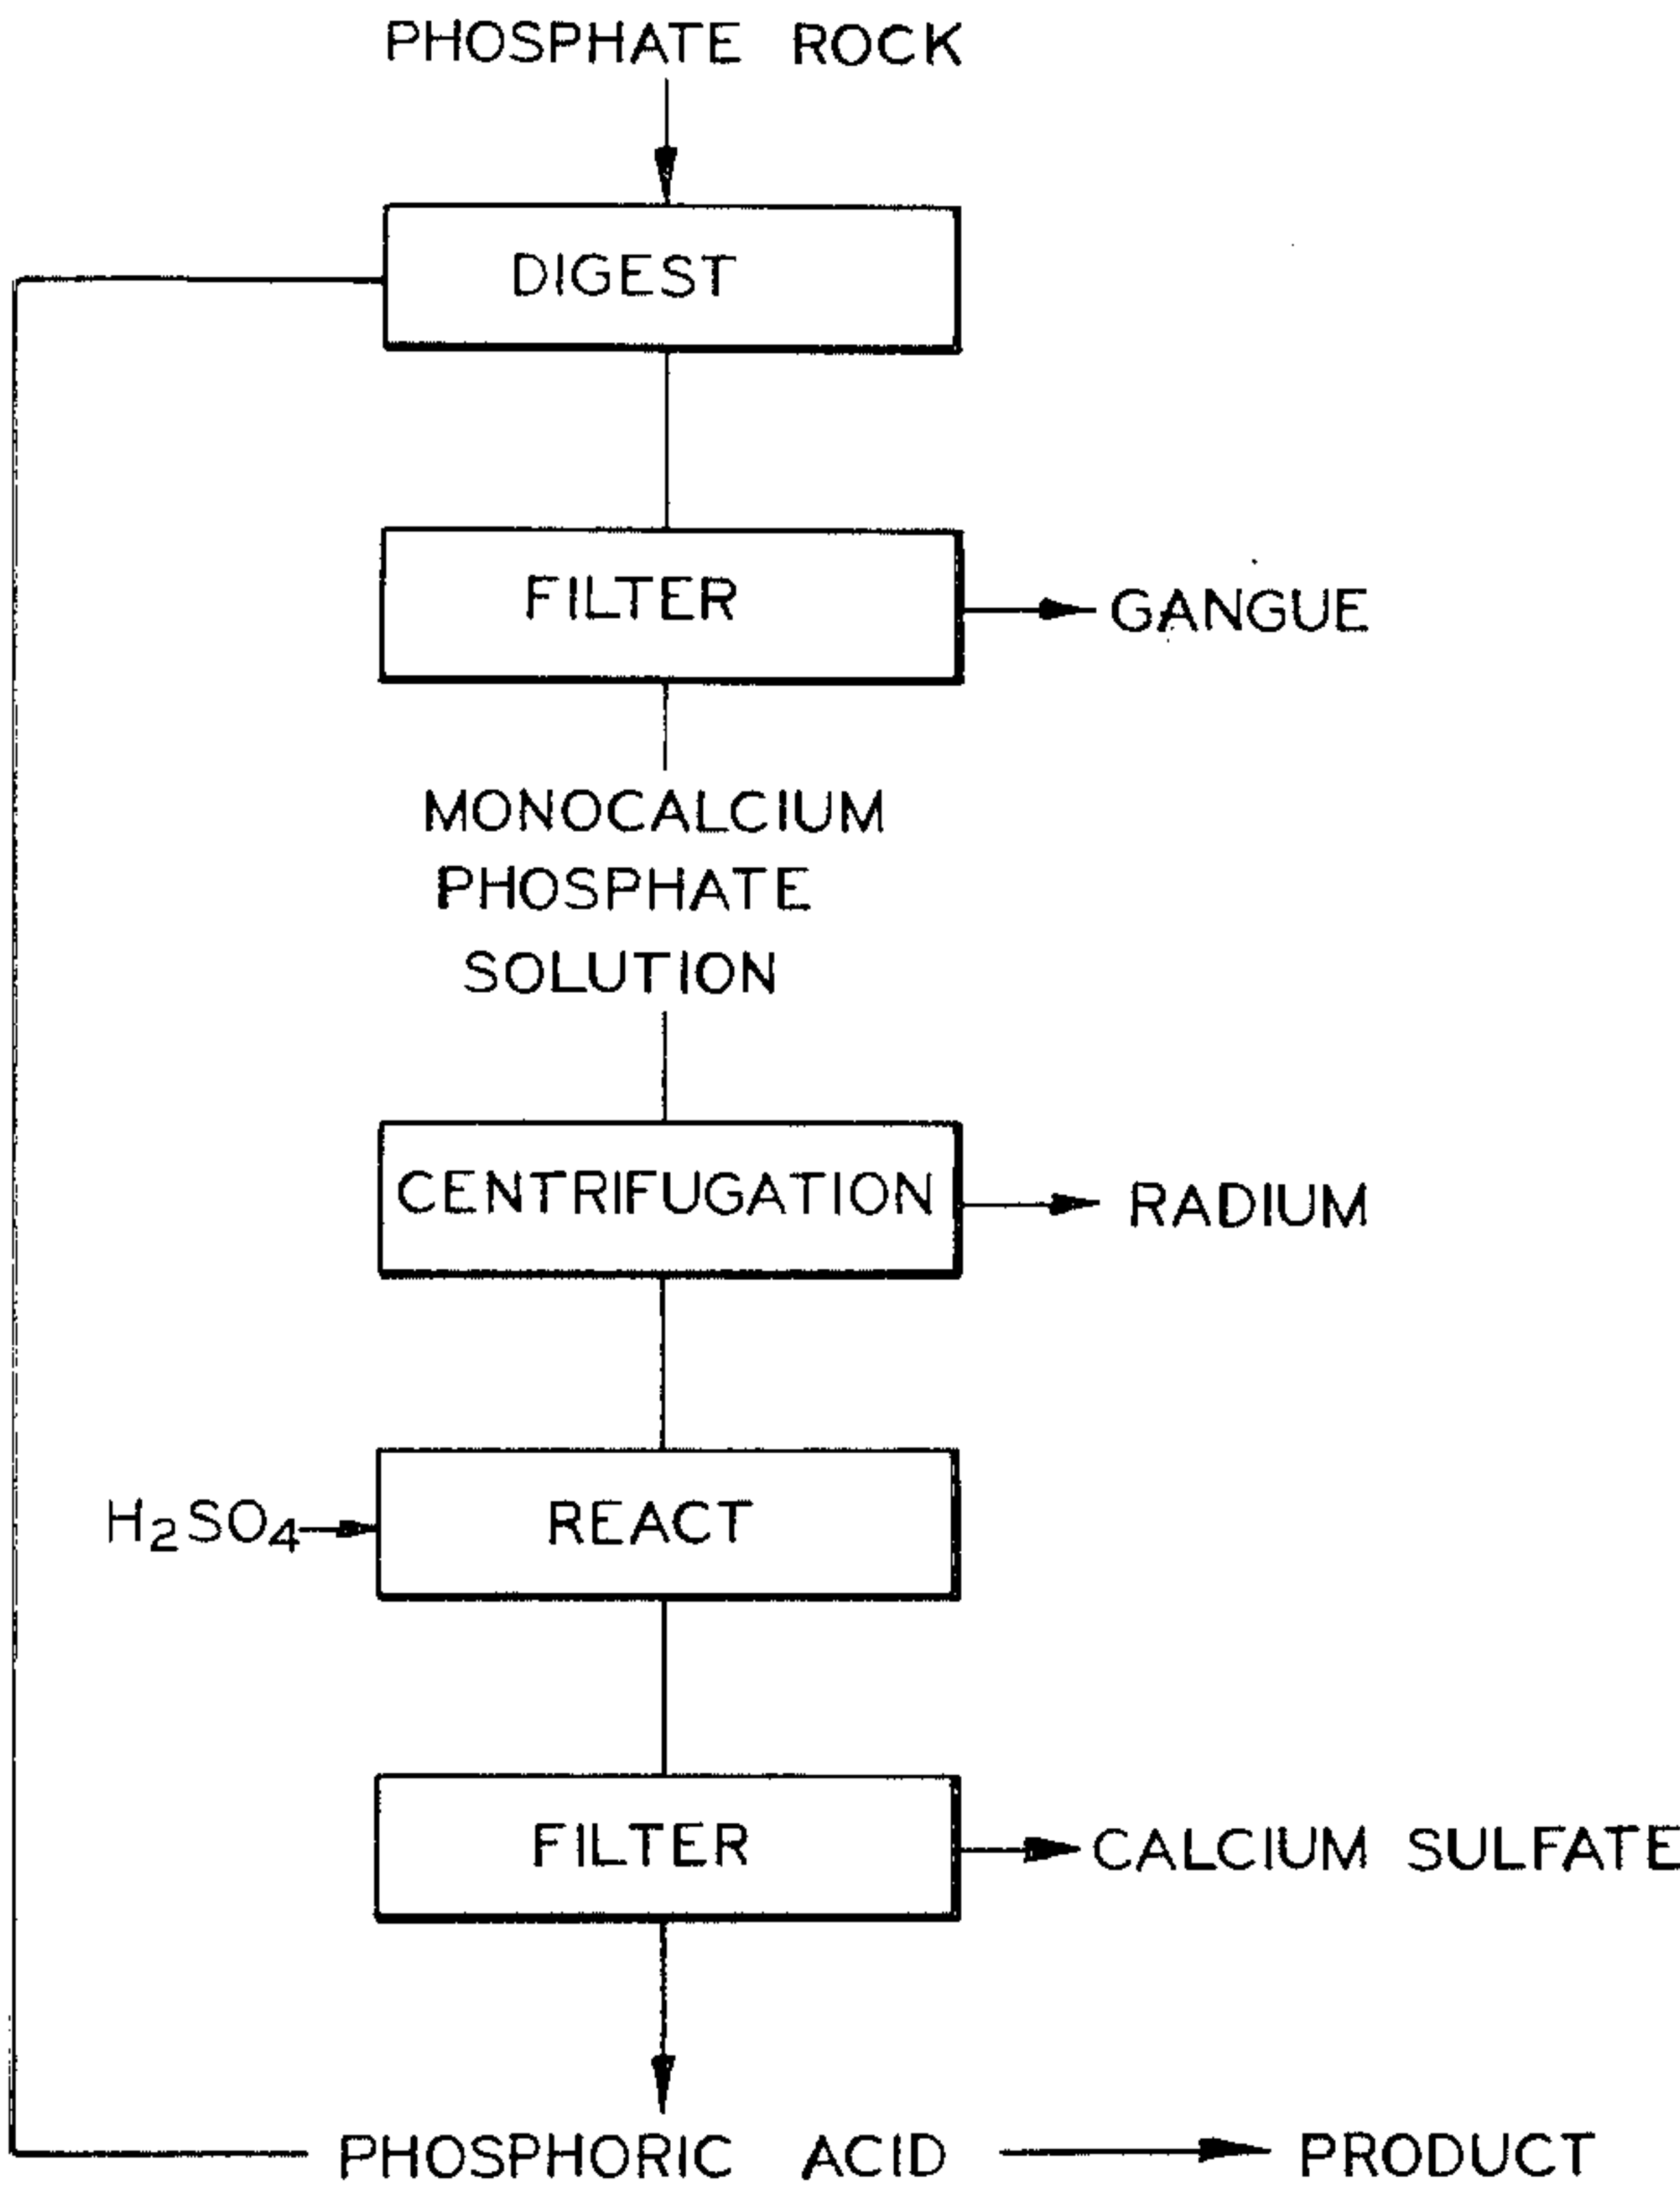 PHOSPHATE ROCK
DIGEST
FILTER
GANGUE
MONOCALCIUM
PHOSPHATE
SOLUTION
CENTRIFUGATION
RADIUM
H₂SO₄
REACT
FILTER
CALCIUM SULFATE
PHOSPHORIC ACID
PRODUCT